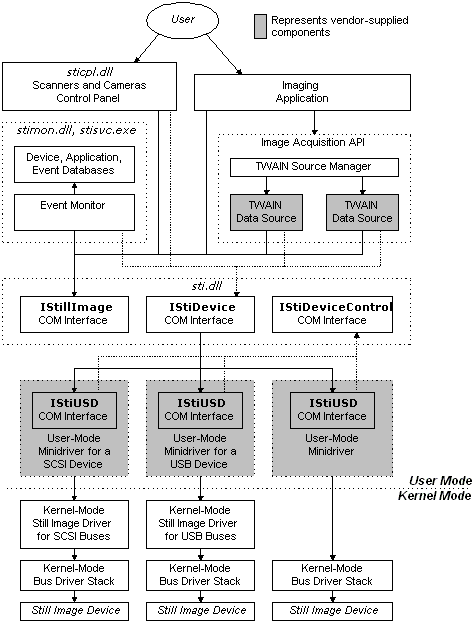 User
Represents vendor-supplied
components
sticpl.dll
Scanners and Cameras
Control Panel
Imaging
Application
stimon.dll, stisvc.exe
Device, Application,
Event Databases
Event Monitor
Image Acquisition API
TWAIN Source Manager
TWAIN
Data Source
TWAIN
Data Source
sti.dll
IStillImage
COM Interface
IStiDevice
COM Interface
IStiDeviceControl
COM Interface
IStiUSD
COM Interface
User-Mode
Minidriver for a
SCSI Device
IStiUSD
COM Interface
User-Mode
Minidriver for a
USB Device
IStiUSD
COM Interface
User-Mode
Minidriver
User Mode
Kernel Mode
Kernel-Mode
Still Image Driver
for SCSI Buses
Kernel-Mode
Still Image Driver
for USB Buses
Kernel-Mode
Bus Driver Stack
Kernel-Mode
Bus Driver Stack
Kernel-Mode
Bus Driver Stack
Still Image Device
Still Image Device
Still Image Device